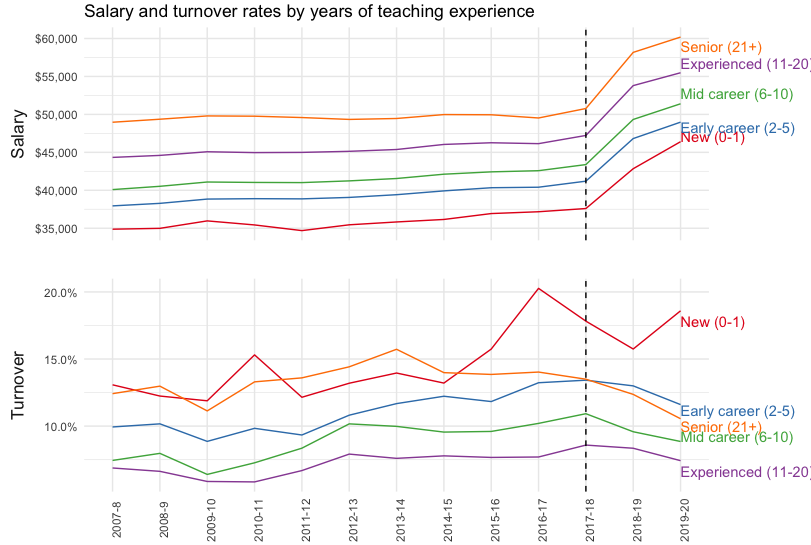 Salary and turnover rates by years of teaching experience
Salary
$60,000
$55,000
$50,000
$45,000
$40,000
$35,000
Senior (21+)
Experienced (11-20)
Mid career (6-10)
Early career (2-5)
New (0-1)
Turnover
20.0%
15.0%
10.0%
New (0-1)
Early career (2-5)
Senior (21+)
Mid career (6-10)
Experienced (11-20)
2007-8
2008-9
2009-10
2010-11
2011-12
2012-13
2013-14
2014-15
2015-16
2016-17
2017-18
2018-19
2019-20